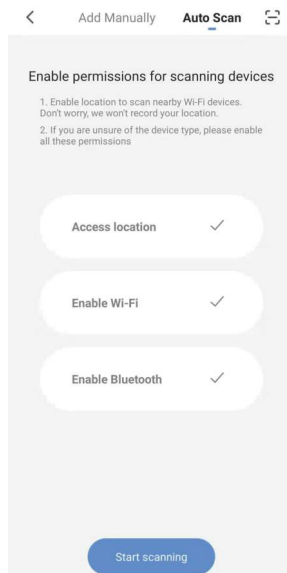 Add Manually Auto Scan
Enable permissions for scanning devices
1. Enable location to scan nearby Wi-Fi devices.
Don't worry, we won't record your location.
2. If you are unsure of the device type, please enable
all these permissions
Access location
Enable Wi-Fi
Enable Bluetooth
Start scanning